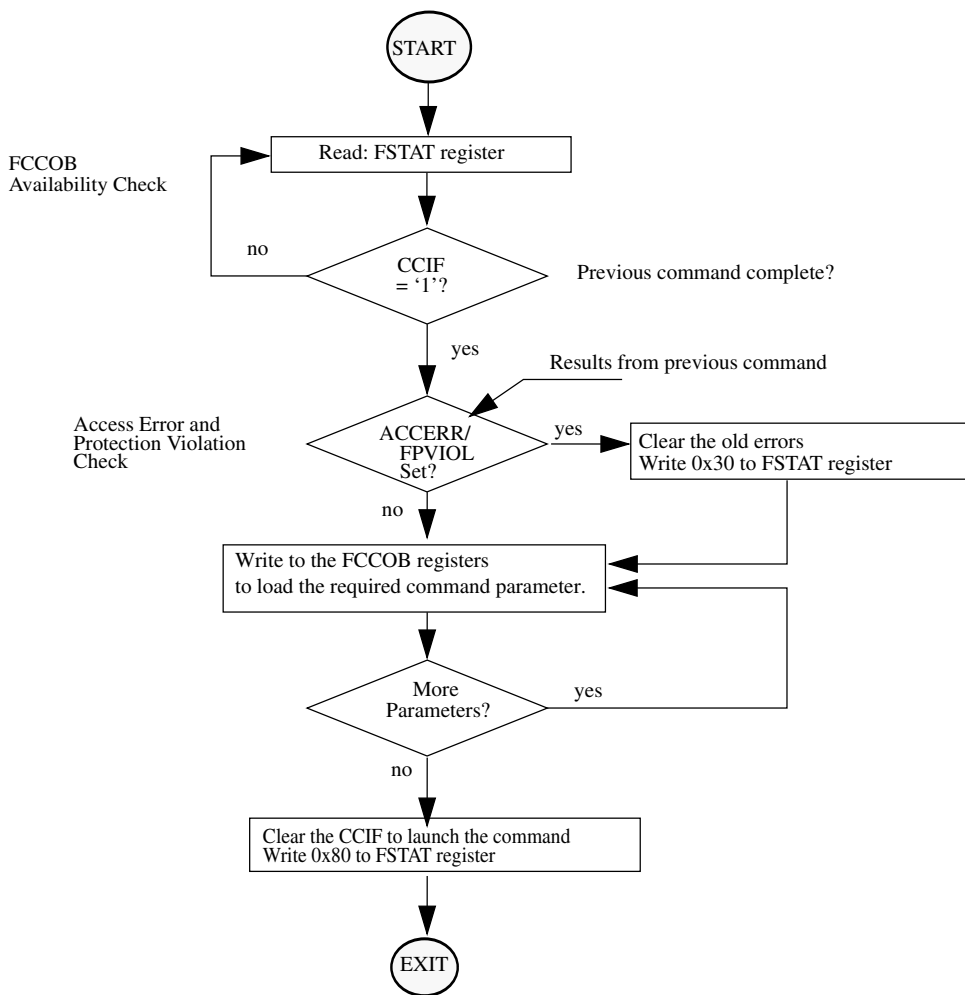 START
Read: FSTAT register
FCCOB
Availability Check
no
CCIF
= ‘1’?
Previous command complete?
yes
Results from previous command
Access Error and
Protection Violation
Check
ACCERR/
FPVIOL
Set?
yes
Clear the old errors
Write 0x30 to FSTAT register
no
Write to the FCCOB registers
to load the required command parameter.
More
Parameters?
yes
no
Clear the CCIF to launch the command
Write 0x80 to FSTAT register
EXIT